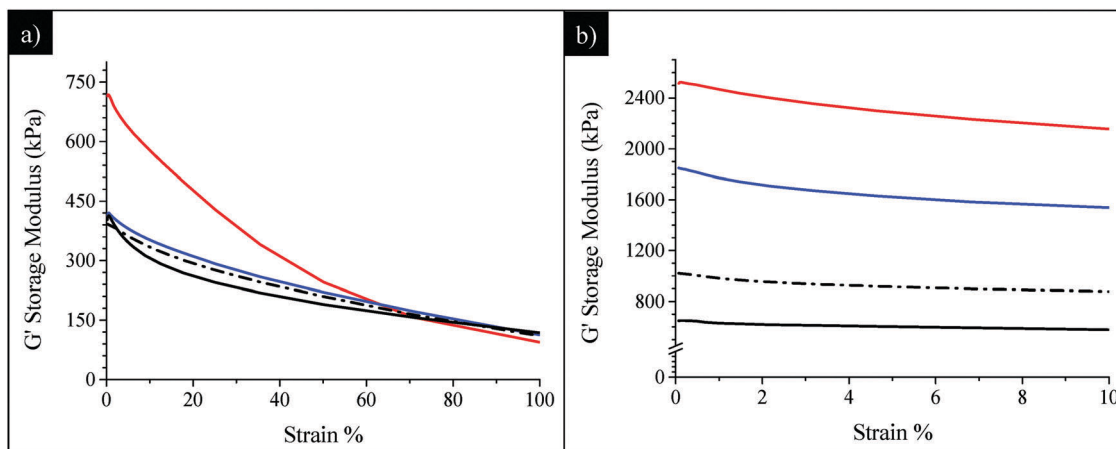 a)
G' Storage Modulus (kPa)
750
600
450
300
150
0
0 20 40 60 80 100
Strain %
b)
G' Storage Modulus (kPa)
2400
2000
1600
1200
800
0
0 2 4 6 8 10
Strain %